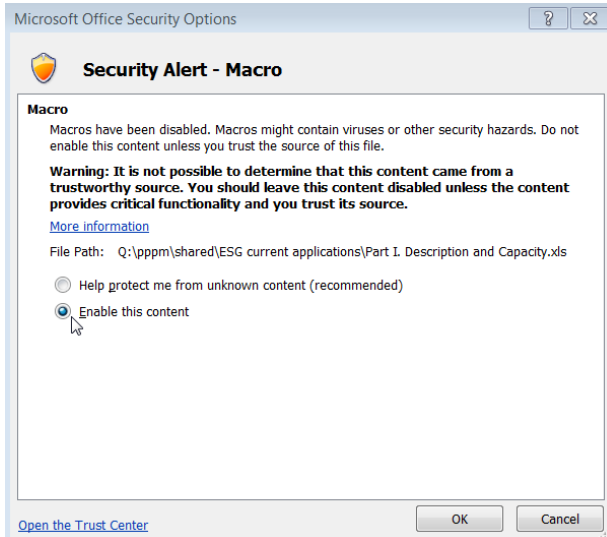 Microsoft Office Security Options
Security Alert - Macro
Macro
Macros have been disabled. Macros might contain viruses or other security hazards. Do not
enable this content unless you trust the source of this file.
Warning: It is not possible to determine that this content came from a
trustworthy source. You should leave this content disabled unless the content
provides critical functionality and you trust its source.
More information
File Path: Q:\pppm\shared\ESG current applications\Part I. Description and Capacity.xls
Help protect me from unknown content (recommended)
Enable this content
Open the Trust Center
OK
Cancel